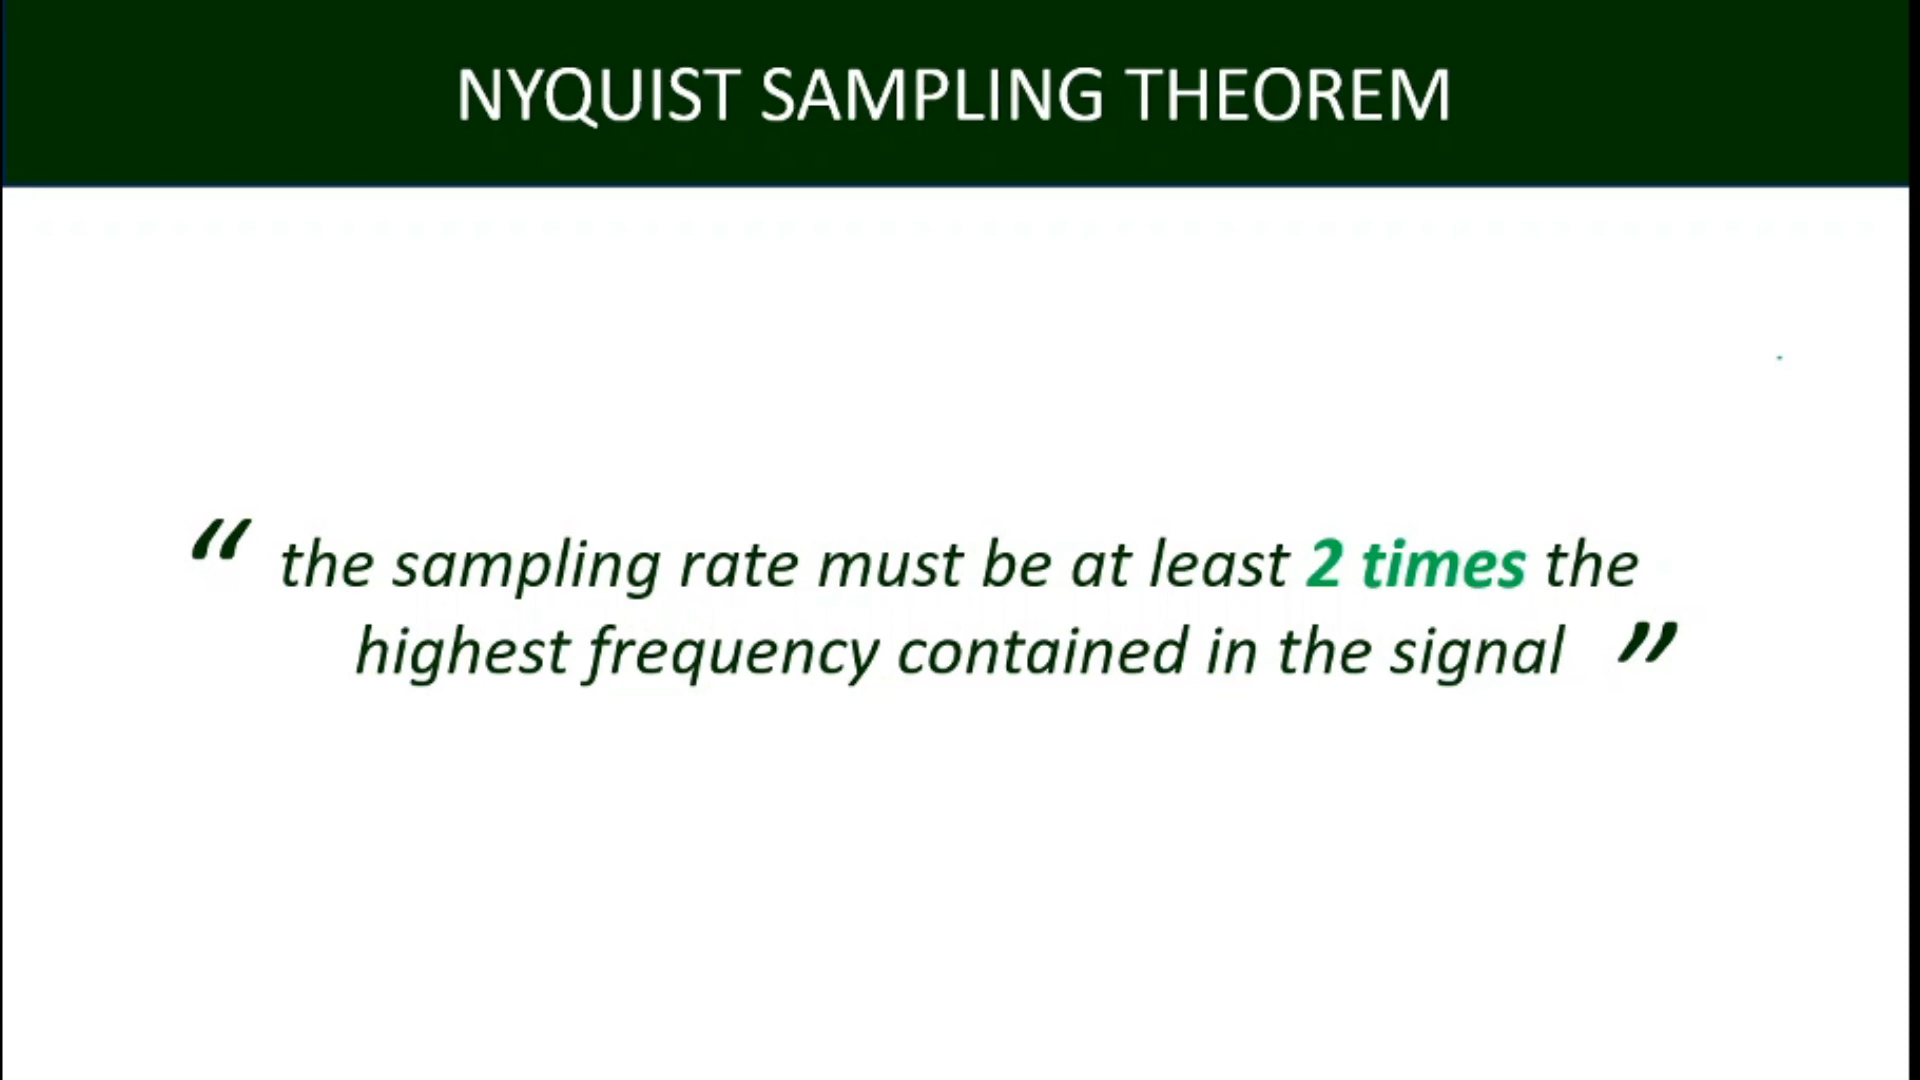 NYQUIST SAMPLING THEOREM
“ the sampling rate must be at least 2 times the
highest frequency contained in the signal ”